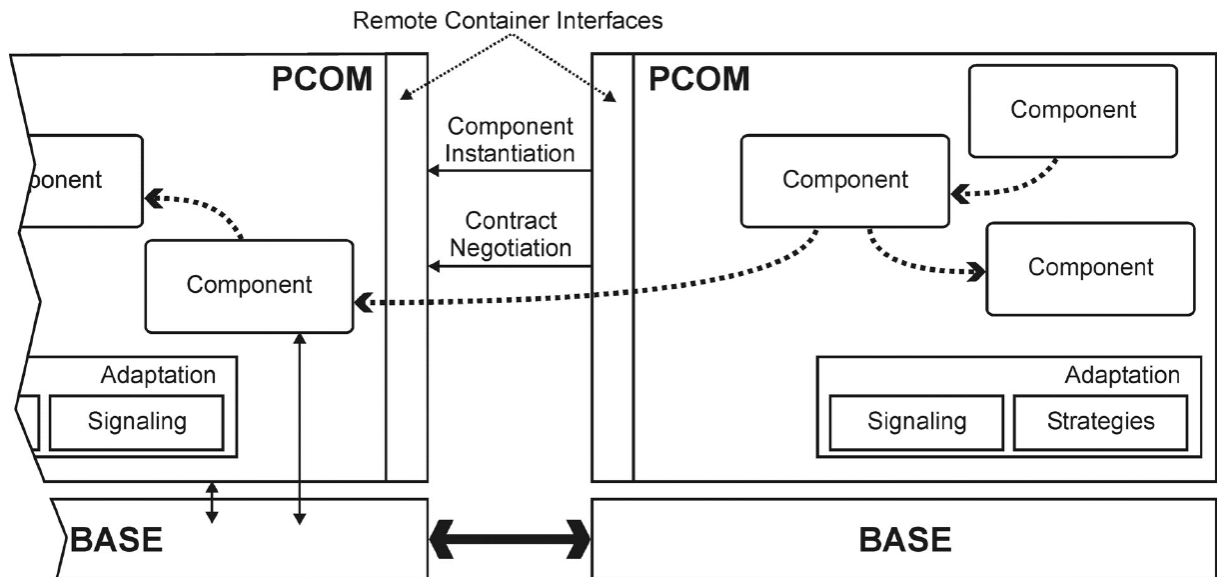 Remote Container Interfaces
PCOM
PCOM
Component
Component
Instantiation
Component
ponent
Contract
Negotiation
Component
Component
Adaptation
Signaling
Adaptation
Signaling
Strategies
BASE
BASE
Component